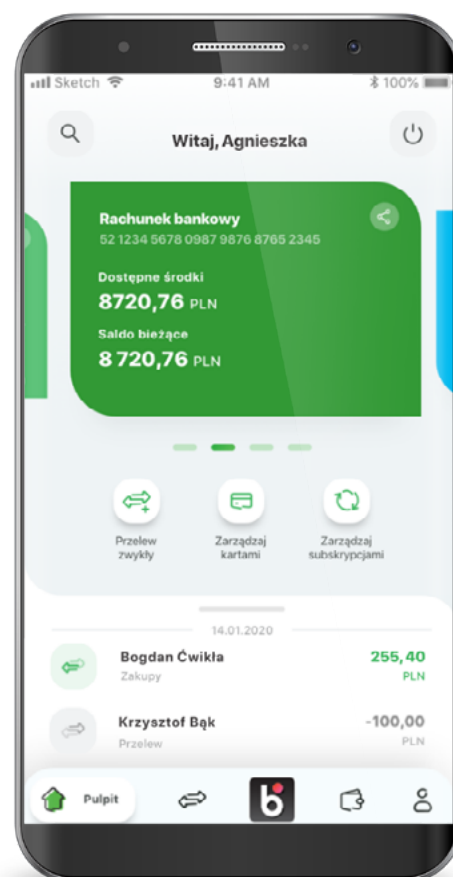 Sketch 9:41 AM 100%
Witaj, Agnieszka
Rachunek bankowy
52 1234 5678 0987 9876 8765 2345
Dostępne środki
8720,76 PLN
Saldo bieżące
8 720,76 PLN
Przelew zwykły
Zarządzaj kartami
Zarządzaj subskrypcjami
14.01.2020
Bogdan Ćwikła 255,40
Zakupy PLN
Krzysztof Bąk -100,00
Przelew PLN
Pulpit b